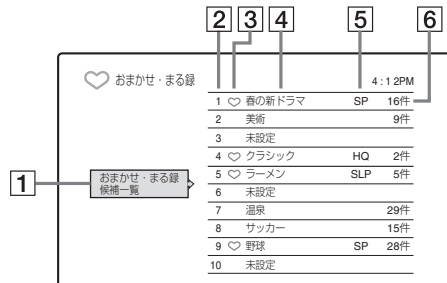 2 3 4 5 6
♡ おまかせ・まる録 4:12PM
1 ♡ 春の新ドラマ SP 16件
2 美術 9件
3 未設定
4 ♡ クラシック HQ 2件
1 おまかせ・まる録
候補一覧
5 ♡ ラーメン SLP 5件
6 未設定
7 温泉 29件
8 サッカー 15件
9 ♡ 野球 SP 28件
10 未設定